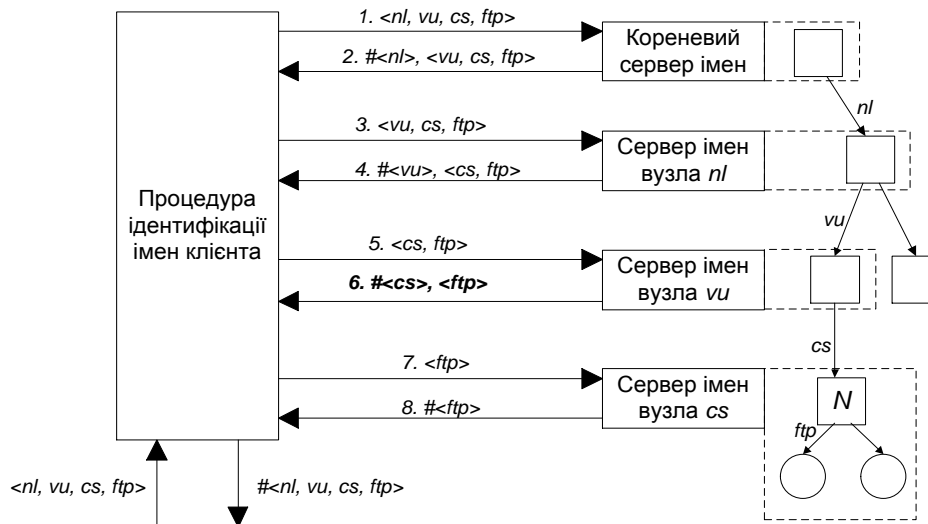 1. <nl, vu, cs, ftp>
Кореневий
сервер імен
2. #<nl>, <vu, cs, ftp>
nl
3. <vu, cs, ftp>
Сервер імен
вузла nl
4. #<vu>, <cs, ftp>
Процедура
ідентифікації
імен клієнта
vu
5. <cs, ftp>
Сервер імен
вузла vu
6. #<cs>, <ftp>
cs
7. <ftp>
Сервер імен
вузла cs
8. #<ftp>
N
ftp
<nl, vu, cs, ftp>
#<nl, vu, cs, ftp>